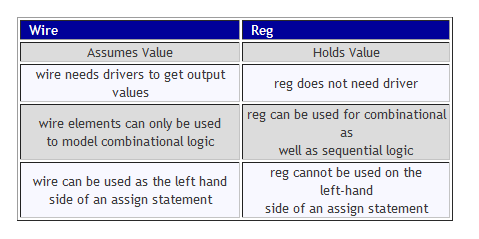 Wire
Reg
Assumes Value
Holds Value
wire needs drivers to get output
values
reg does not need driver
wire elements can only be used
to model combinational logic
reg can be used for combinational
as
well as sequential logic
wire can be used as the left hand
side of an assign statement
reg cannot be used on the
left-hand
side of an assign statement